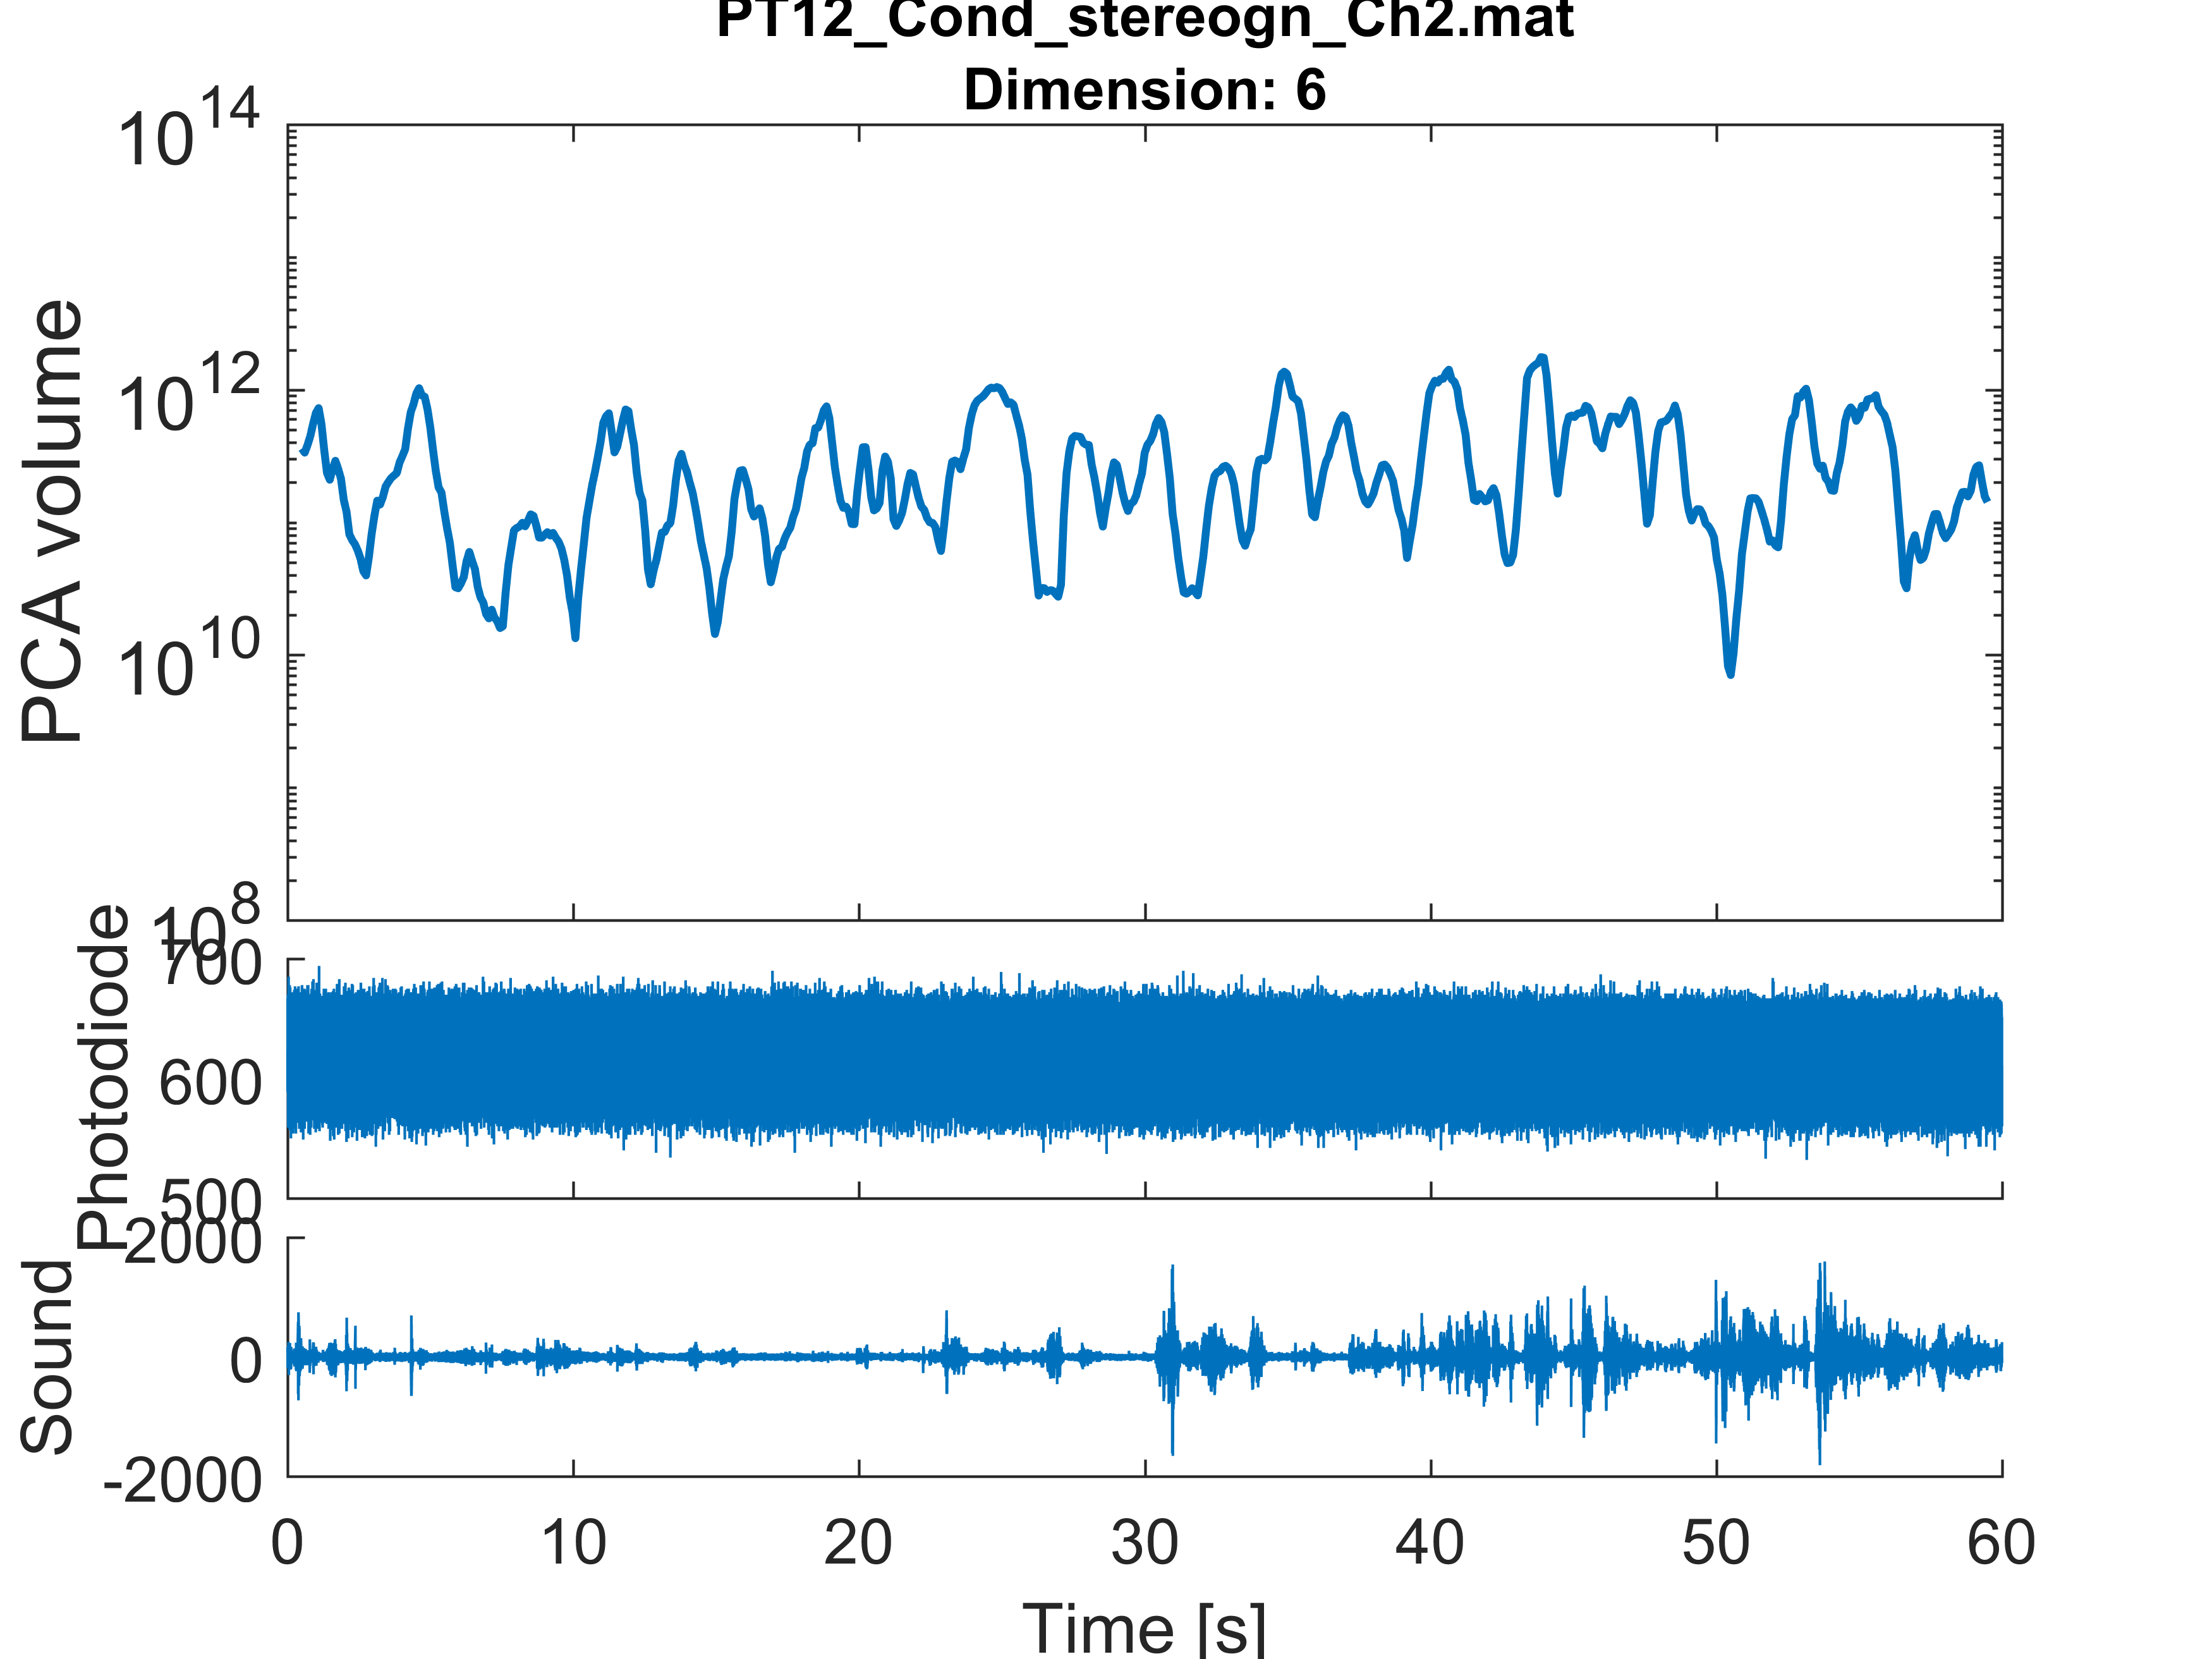 PT12_Cond_stereogn_Ch2.mat
Dimension: 6
PCA volume
10^14
10^12
10^10
10^8
Photodiode
700
600
500
Sound
2000
0
-2000
0 10 20 30 40 50 60
Time [s]